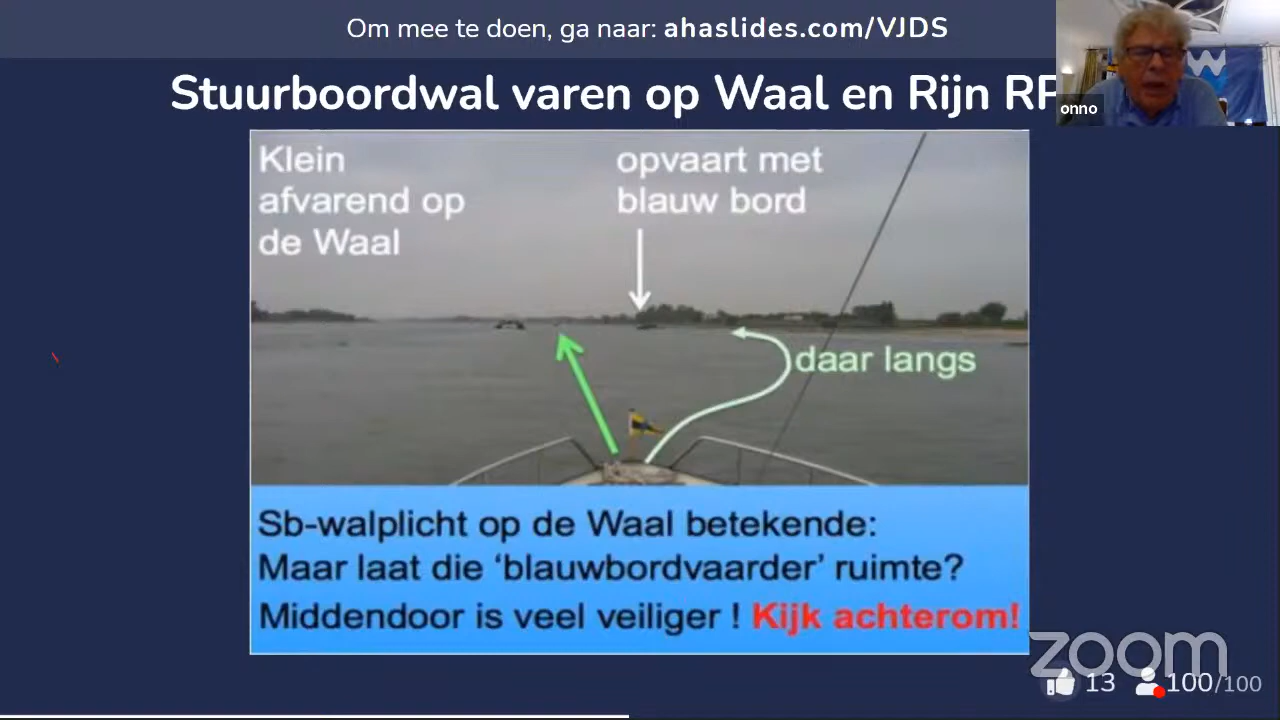 Om mee te doen, ga naar: ahaslides.com/VJDS
Stuurboordwal varen op Waal en Rijn
onno
Klein
afvarend op
de Waal
opvaart met
blauw bord
daar langs
Sb-walplicht op de Waal betekende:
Maar laat die ‘blauwbordvaarder’ ruimte?
Middendoor is veel veiliger ! Kijk achterom!
zoom
13
100/100